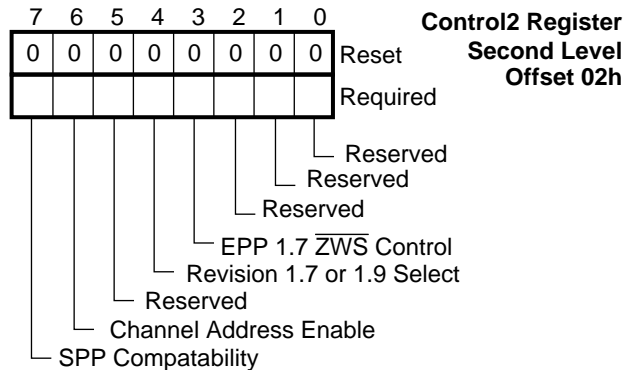 7 6 5 4 3 2 1 0
Control2 Register
Second Level
Offset 02h
0 0 0 0 0 0 0 0 Reset
Required
Reserved
Reserved
Reserved
EPP 1.7 ZWS Control
Revision 1.7 or 1.9 Select
Reserved
Channel Address Enable
SPP Compatability